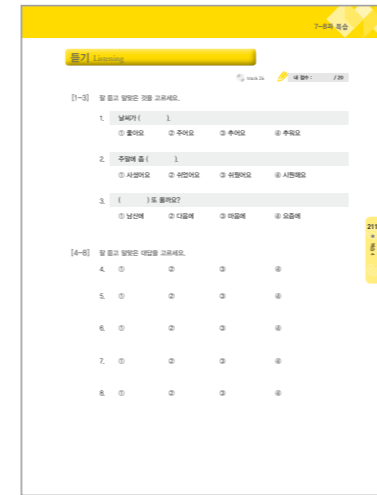 7-8과 복습
듣기 Listening
내 점수: /20
[1-3] 잘 듣고 알맞은 것을 고르세요.
1. 날씨가 ( ).
① 좋아요 ② 주어요 ③ 추어요 ④ 추워요
2. 주말에 좀 ( ).
① 사셨어요 ② 쉬었어요 ③ 쉬웠어요 ④ 시원해요
3. ( )도 올까요?
① 남산에 ② 다음에 ③ 마음에 ④ 요즘에
[4-8] 잘 듣고 알맞은 대답을 고르세요.
4. ① ② ③ ④
5. ① ② ③ ④
6. ① ② ③ ④
7. ① ② ③ ④
8. ① ② ③ ④
211